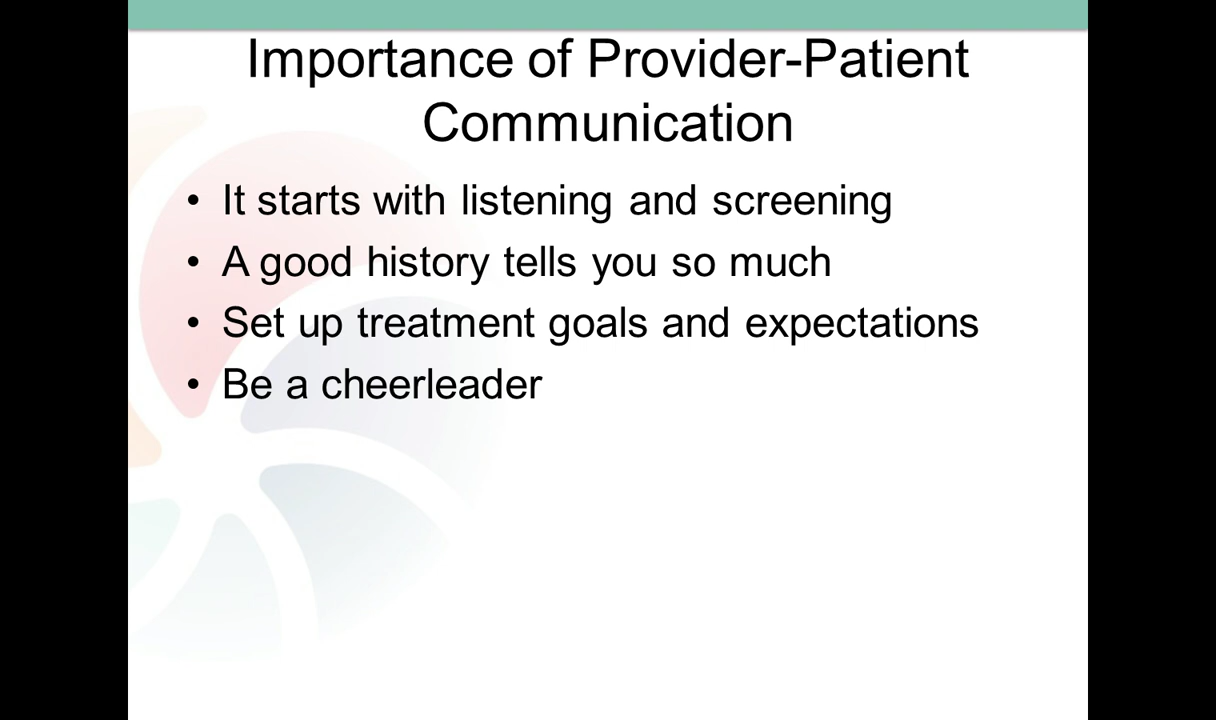 Importance of Provider-Patient
Communication
• It starts with listening and screening
• A good history tells you so much
• Set up treatment goals and expectations
• Be a cheerleader